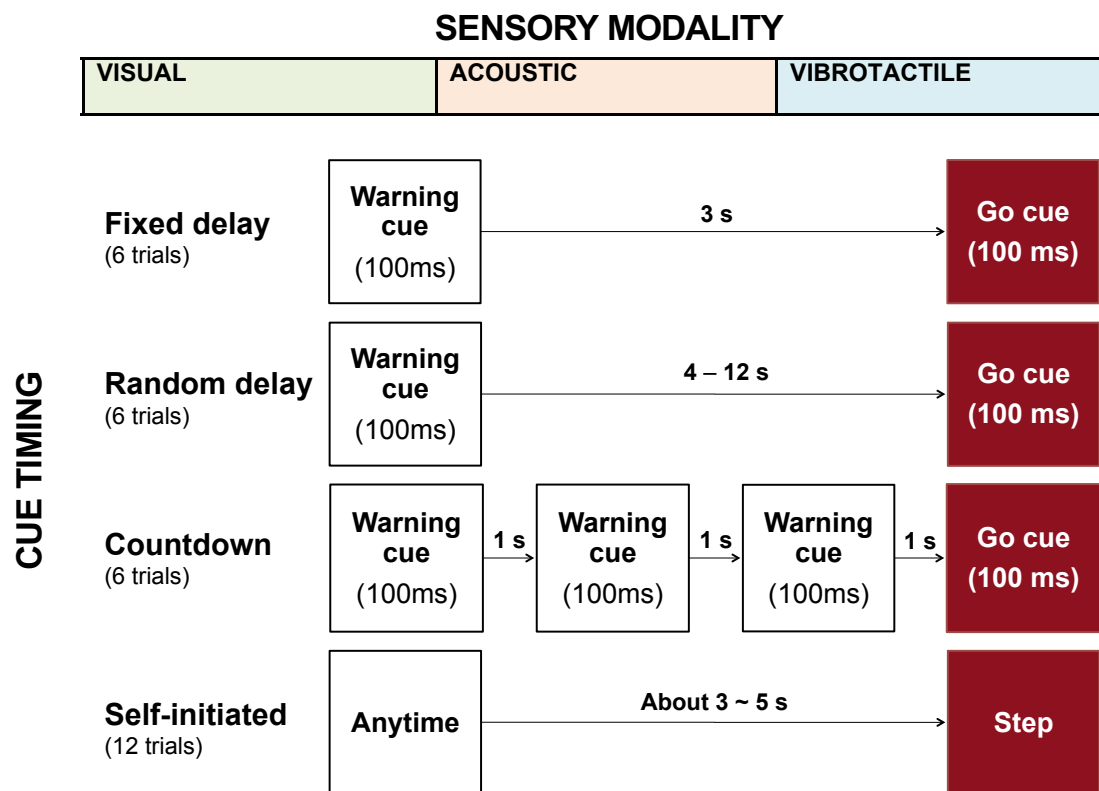 SENSORY MODALITY
VISUAL
ACOUSTIC
VIBROTACTILE
CUE TIMING
Fixed delay
(6 trials)
Warning
cue
(100ms)
3 s
Go cue
(100 ms)
Random delay
(6 trials)
Warning
cue
(100ms)
4 – 12 s
Go cue
(100 ms)
Countdown
(6 trials)
Warning
cue
(100ms)
1 s
Warning
cue
(100ms)
1 s
Warning
cue
(100ms)
1 s
Go cue
(100 ms)
Self-initiated
(12 trials)
Anytime
About 3 ~ 5 s
Step